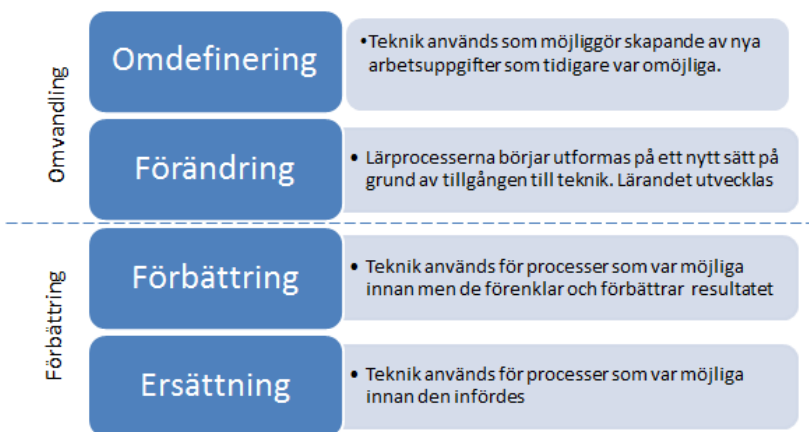 Omvandling
Omdefinering
•Teknik används som möjliggör skapande av nya
arbetsuppgifter som tidigare var omöjliga.
Förändring
• Lärprocesserna börjar utformas på ett nytt sätt på
grund av tillgången till teknik. Lärandet utvecklas
Förbättring
Förbättring
• Teknik används för processer som var möjliga
innan men de förenklar och förbättrar resultatet
Ersättning
• Teknik används för processer som var möjliga
innan den infördes